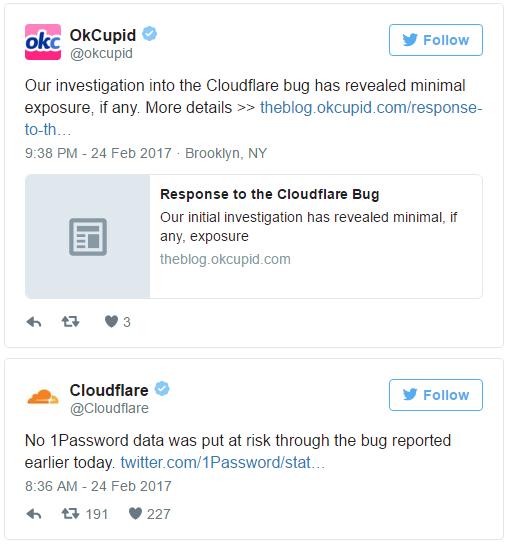 okc
OkCupid
@okcupid
Follow
Our investigation into the Cloudflare bug has revealed minimal
exposure, if any. More details >> theblog.okcupid.com/response-
to-th…
9:38 PM - 24 Feb 2017 · Brooklyn, NY
Response to the Cloudflare Bug
Our initial investigation has revealed minimal, if
any, exposure
theblog.okcupid.com
3
Cloudflare
@Cloudflare
Follow
No 1Password data was put at risk through the bug reported
earlier today. twitter.com/1Password/stat…
8:36 AM - 24 Feb 2017
191 227